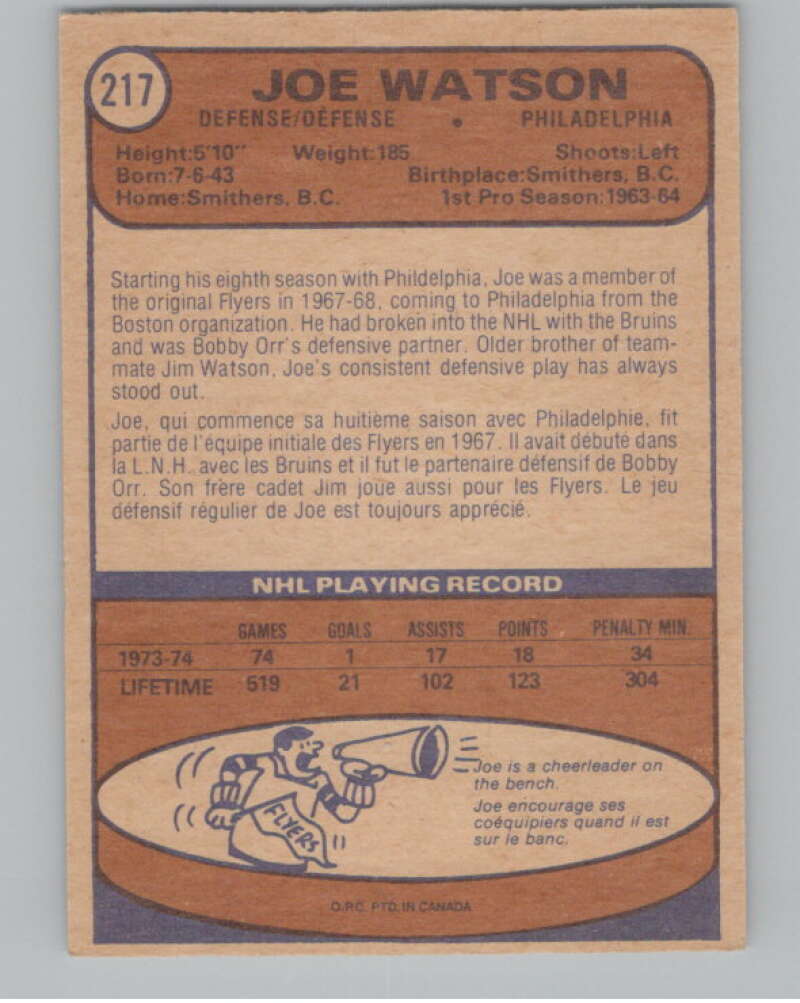 217
JOE WATSON
DEFENSE/DÉFENSE • PHILADELPHIA
Height:5'10" Weight:185 Shoots:Left
Born:7-6-43 Birthplace:Smithers, B.C.
Home:Smithers, B.C. 1st Pro Season:1963-64
Starting his eighth season with Phildelphia, Joe was a member of
the original Flyers in 1967-68, coming to Philadelphia from the
Boston organization. He had broken into the NHL with the Bruins
and was Bobby Orr's defensive partner. Older brother of team-
mate Jim Watson, Joe's consistent defensive play has always
stood out.
Joe, qui commence sa huitième saison avec Philadelphie, fit
partie de l'équipe initiale des Flyers en 1967. Il avait débuté dans
la L.N.H. avec les Bruins et il fut le partenaire défensif de Bobby
Orr. Son frère cadet Jim joue aussi pour les Flyers. Le jeu
défensif régulier de Joe est toujours apprécié.
NHL PLAYING RECORD
GAMES GOALS ASSISTS POINTS PENALTY MIN.
1973-74 74 1 17 18 34
LIFETIME 519 21 102 123 304
Joe is a cheerleader on
the bench.
Joe encourage ses
coéquipiers quand il est
sur le banc.
FLYERS
O.P.C. PTD. IN CANADA